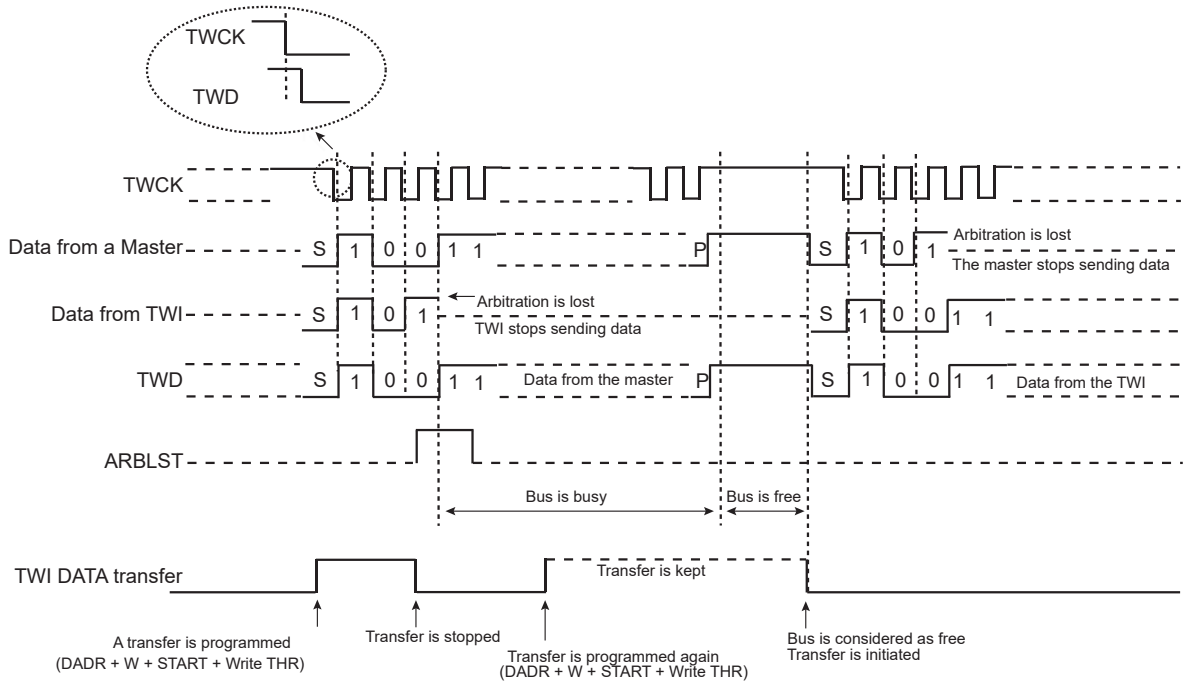 TWCK
TWD
TWCK
Data from a Master S 1 0 0 1 1 P S 1 0 1 Arbitration is lost
The master stops sending data
Data from TWI S 1 0 1 Arbitration is lost S 1 0 0 1 1
TWI stops sending data
TWD S 1 0 0 1 1 Data from the master P S 1 0 0 1 1 Data from the TWI
ARBLST
Bus is busy Bus is free
TWI DATA transfer Transfer is kept
A transfer is programmed
(DADR + W + START + Write THR)
Transfer is stopped
Transfer is programmed again
(DADR + W + START + Write THR)
Bus is considered as free
Transfer is initiated